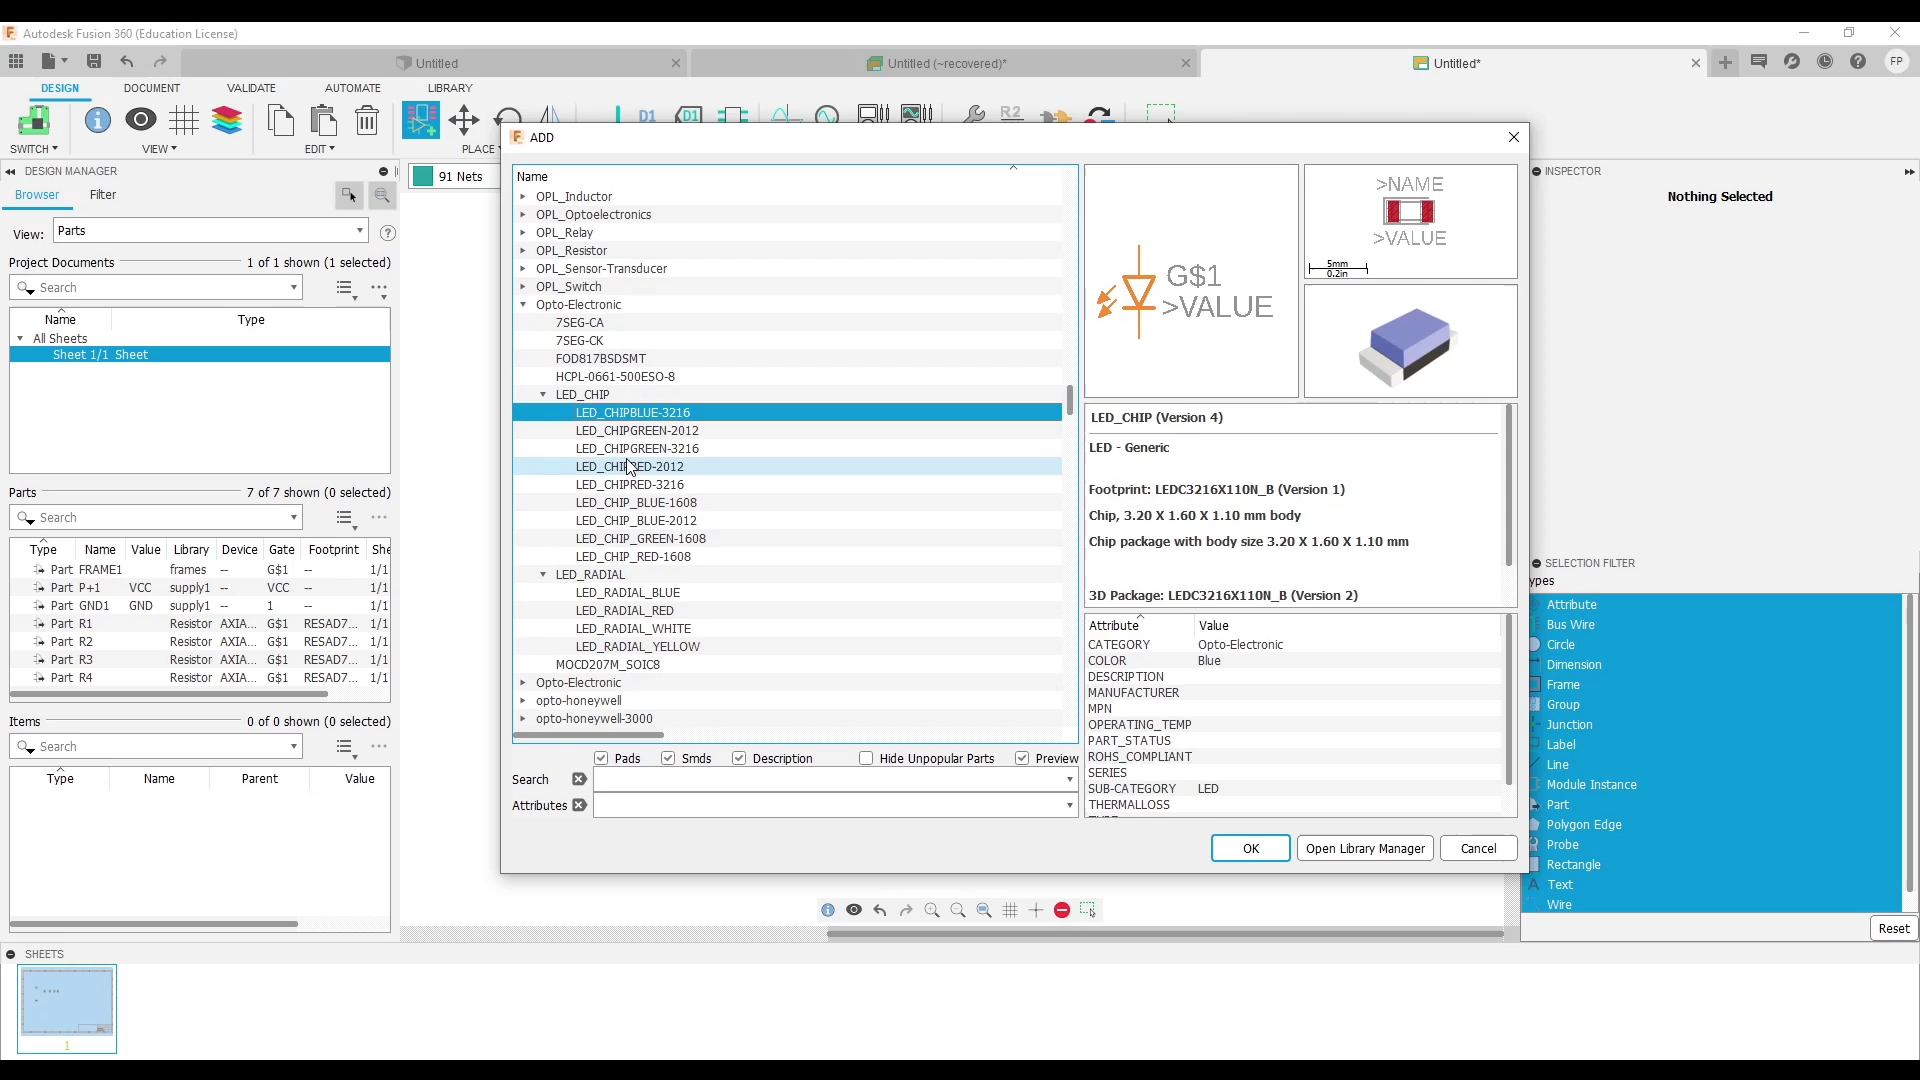 Autodesk Fusion 360 (Education License)
Untitled
Untitled (~recovered)*
Untitled*
FP
DESIGN
DOCUMENT
VALIDATE
AUTOMATE
LIBRARY
D1
D1
R2
SWITCH
VIEW
EDIT
PLACE
DESIGN MANAGER
Browser
Filter
91 Nets
View:
Parts
Project Documents
1 of 1 shown (1 selected)
Search
Name
Type
All Sheets
Sheet 1/1 Sheet
Parts
7 of 7 shown (0 selected)
Search
Type Name Value Library Device Gate Footprint She
Part FRAME1 frames -- G$1 -- 1/1
Part P+1 VCC supply1 -- VCC -- 1/1
Part GND1 GND supply1 -- 1 -- 1/1
Part R1 Resistor AXIA... G$1 RESAD7... 1/1
Part R2 Resistor AXIA... G$1 RESAD7... 1/1
Part R3 Resistor AXIA... G$1 RESAD7... 1/1
Part R4 Resistor AXIA... G$1 RESAD7... 1/1
Items
0 of 0 shown (0 selected)
Search
Type Name Parent Value
SHEETS
1
ADD
Name
OPL_Inductor
OPL_Optoelectronics
OPL_Relay
OPL_Resistor
OPL_Sensor-Transducer
OPL_Switch
Opto-Electronic
7SEG-CA
7SEG-CK
FOD817BSDSMT
HCPL-0661-500ESO-8
LED_CHIP
LED_CHIPBLUE-3216
LED_CHIPGREEN-2012
LED_CHIPGREEN-3216
LED_CHIPRED-2012
LED_CHIPRED-3216
LED_CHIP_BLUE-1608
LED_CHIP_BLUE-2012
LED_CHIP_GREEN-1608
LED_CHIP_RED-1608
LED_RADIAL
LED_RADIAL_BLUE
LED_RADIAL_RED
LED_RADIAL_WHITE
LED_RADIAL_YELLOW
MOCD207M_SOIC8
Opto-Electronic
opto-honeywell
opto-honeywell-3000
Pads
Smds
Description
Hide Unpopular Parts
Preview
Search
Attributes
G$1
>VALUE
>NAME
>VALUE
5mm
0.2in
LED_CHIP (Version 4)
LED - Generic
Footprint: LEDC3216X110N_B (Version 1)
Chip, 3.20 X 1.60 X 1.10 mm body
Chip package with body size 3.20 X 1.60 X 1.10 mm
3D Package: LEDC3216X110N_B (Version 2)
Attribute Value
CATEGORY Opto-Electronic
COLOR Blue
DESCRIPTION
MANUFACTURER
MPN
OPERATING_TEMP
PART_STATUS
ROHS_COMPLIANT
SERIES
SUB-CATEGORY LED
THERMALLOSS
OK
Open Library Manager
Cancel
INSPECTOR
Nothing Selected
SELECTION FILTER
ypes
Attribute
Bus Wire
Circle
Dimension
Frame
Group
Junction
Label
Line
Module Instance
Part
Polygon Edge
Probe
Rectangle
Text
Wire
Reset